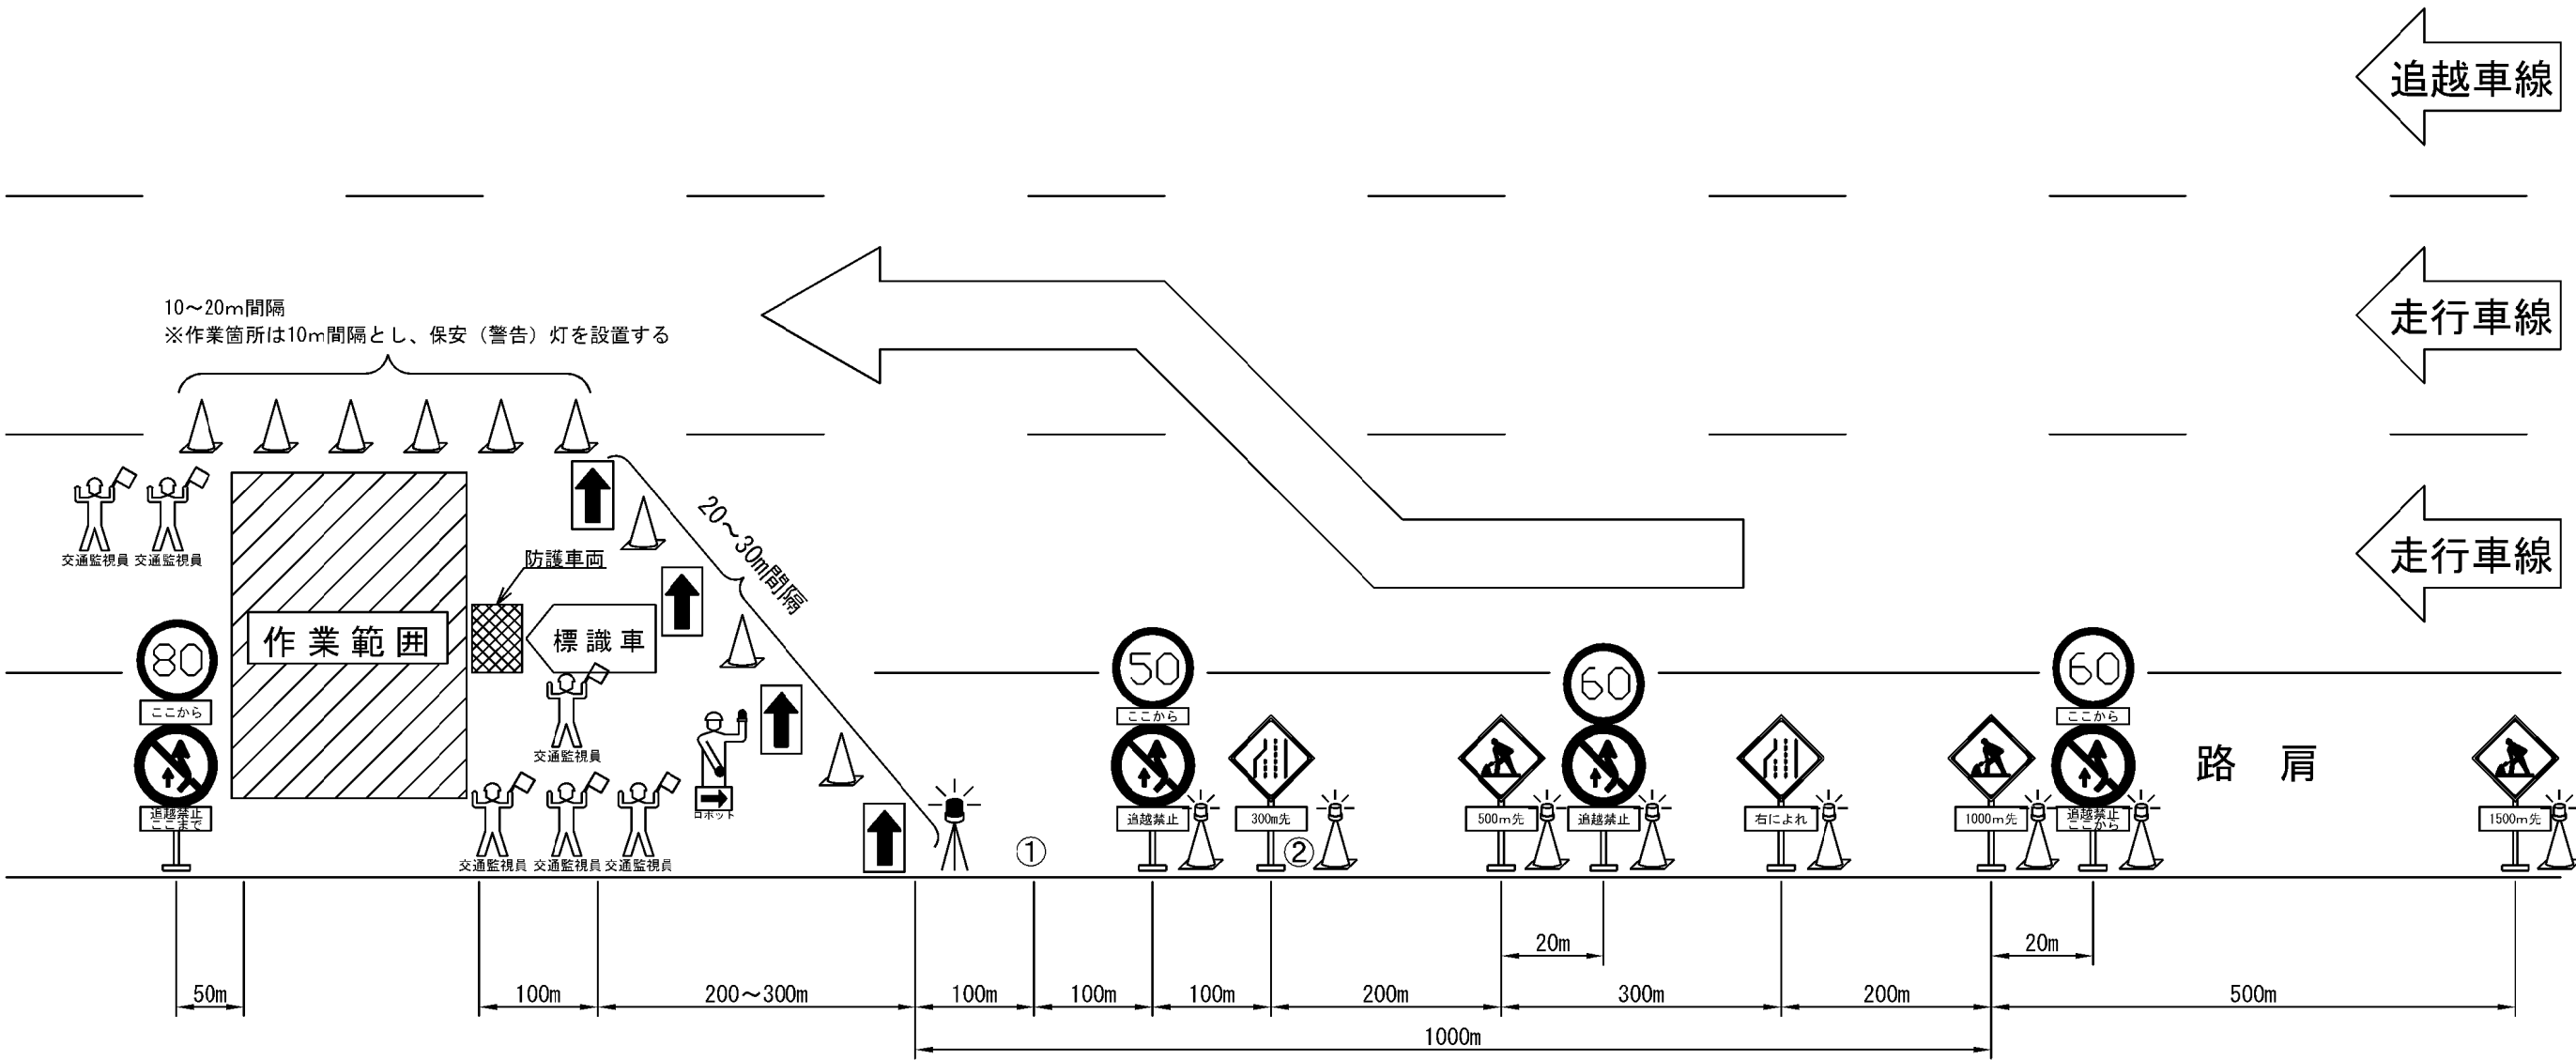 追越車線
走行車線
10～20m間隔
※作業箇所は10m間隔とし、保安（警告）灯を設置する
走行車線
20～30m間隔
交通監視員
交通監視員
防護車両
作業範囲
標識車
80
ここから
追越禁止
ここまで
交通監視員
交通監視員
交通監視員
交通監視員
ロボット
①
50
ここから
追越禁止
300m先
②
500m先
60
追越禁止
右によれ
1000m先
60
ここから
追越禁止
ここから
路肩
1500m先
20m
20m
50m
100m
200～300m
100m
100m
100m
200m
300m
200m
500m
1000m